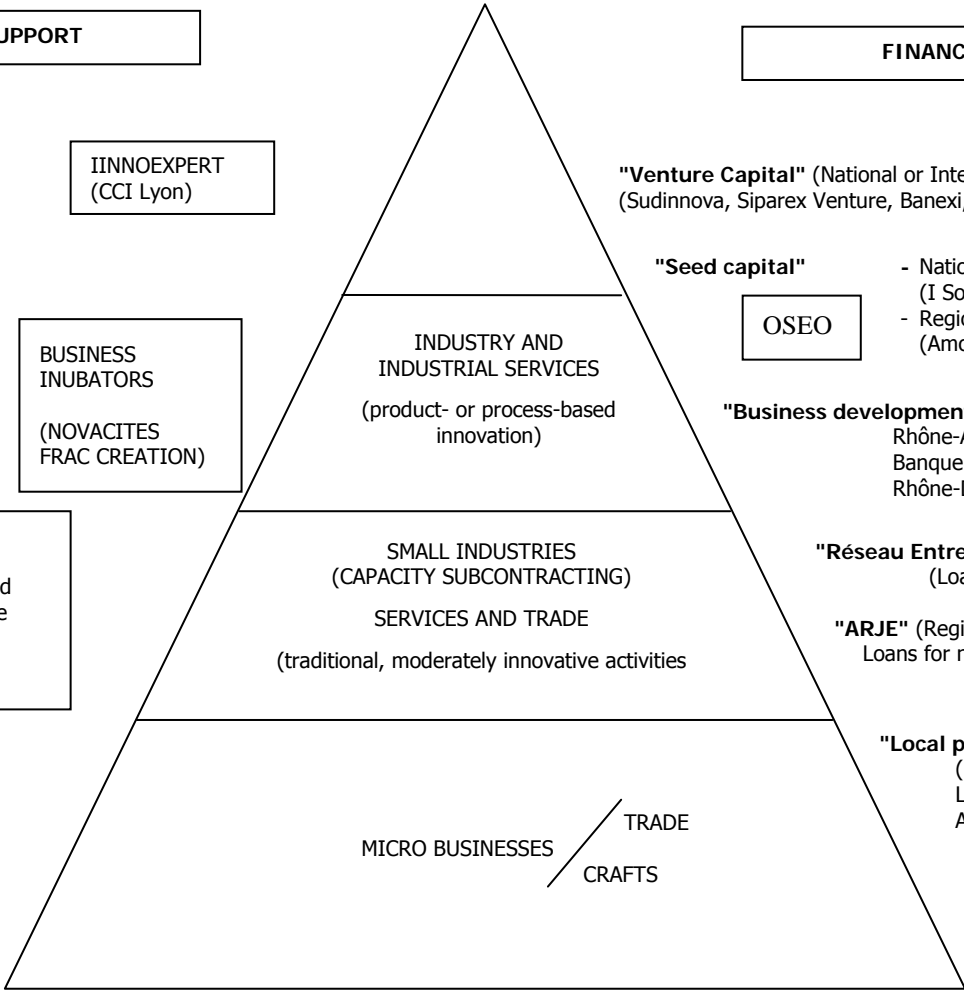 UPPORT
IINNOEXPERT
(CCI Lyon)
BUSINESS
INUBATORS
(NOVACITES
FRAC CREATION)
d
e
INDUSTRY AND
INDUSTRIAL SERVICES
(product- or process-based
innovation)
SMALL INDUSTRIES
(CAPACITY SUBCONTRACTING)
SERVICES AND TRADE
(traditional, moderately innovative activities
MICRO BUSINESSES
TRADE
CRAFTS
FINANC
"Venture Capital" (National or Inte
(Sudinnova, Siparex Venture, Banexi,
"Seed capital"
- Natio
(I So
- Regio
(Amo
OSEO
"Business developmen
Rhône-A
Banque
Rhône-
"Réseau Entre
(Loa
"ARJE" (Regi
Loans for
"Local p
(
L
A